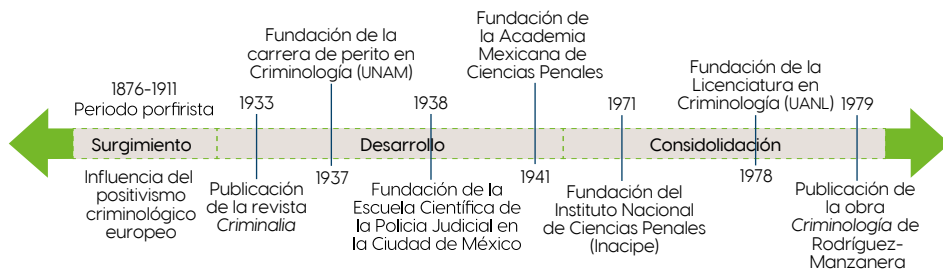 1876-1911
Periodo porfirista
Surgimiento
Influencia del
positivismo
criminológico
europeo
1933
Publicación
de la revista
Criminalia
Fundación de la
carrera de perito en
Criminología (UNAM)
1937
Desarrollo
1938
Fundación de la
Escuela Científica de
la Policia Judicial en
la Ciudad de México
Fundación de
la Academia
Mexicana de
Ciencias Penales
1941
1971
Fundación del
Instituto Nacional
de Ciencias Penales
(Inacipe)
Considolidación
Fundación de la
Licenciatura en
Criminología (UANL)
1978
1979
Publicación de
la obra
Criminología de
Rodríguez-
Manzanera